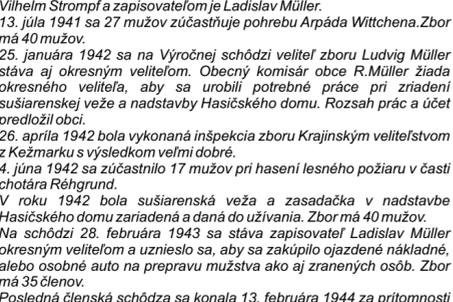 Vilhelm Strompf a zapisovateľom je Ladislav Müller.
13. júla 1941 sa 27 mužov zúčastňuje pohrebu Arpáda Wittchena.Zbor
má 40 mužov.
25. januára 1942 sa na Výročnej schôdzi veliteľ zboru Ludvig Müller
stáva aj okresným veliteľom. Obecný komisár obce R.Müller žiada
okresného veliteľa, aby sa urobili potrebné práce pri zriadení
sušiarenskej veže a nadstavby Hasičského domu. Rozsah prác a účet
predložil obci.
26. apríla 1942 bola vykonaná inšpekcia zboru Krajinským veliteľstvom
z Kežmarku s výsledkom veľmi dobré.
4. júna 1942 sa zúčastnilo 17 mužov pri hasení lesného požiaru v časti
chotára Réhgrund.
V roku 1942 bola sušiarenská veža a zasadačka v nadstavbe
Hasičského domu zariadená a daná do užívania. Zbor má 40 mužov.
Na schôdzi 28. februára 1943 sa stáva zapisovateľ Ladislav Müller
okresným veliteľom a uznieslo sa, aby sa zakúpilo ojazdené nákladné,
alebo osobné auto na prepravu mužstva ako aj zranených osôb. Zbor
má 35 členov.
Posledná členská schôdza sa konala 13. februára 1944 za prítomnosti